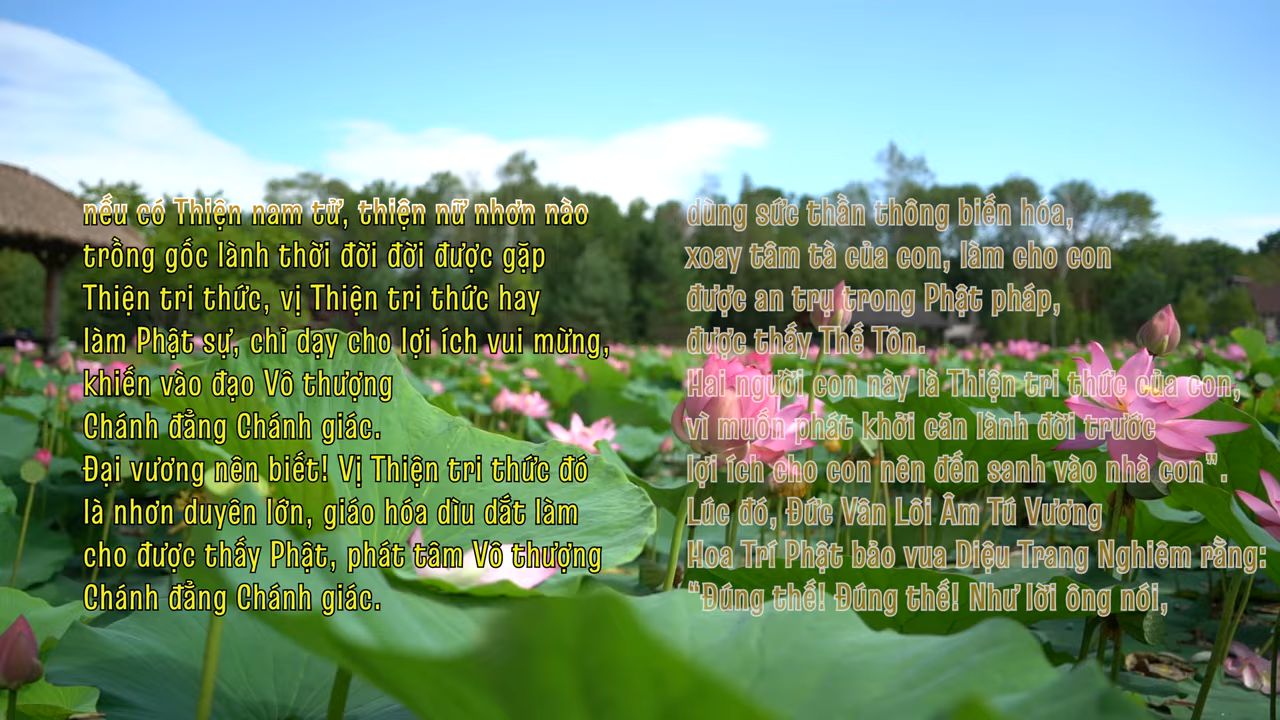 nếu có Thiện nam tử, thiện nữ nhơn nào
trồng gốc lành thời đời đời được gặp
Thiện tri thức, vị Thiện tri thức hay
làm Phật sự, chỉ dạy cho lợi ích vui mừng,
khiến vào đạo Vô thượng
Chánh đẳng Chánh giác.
Đại vương nên biết! Vị Thiện tri thức đó
là nhơn duyên lớn, giáo hóa dìu dắt làm
cho được thấy Phật, phát tâm Vô thượng
Chánh đẳng Chánh giác.
dùng sức thần thông biến hóa,
xoay tâm tà của con, làm cho con
được an trụ trong Phật pháp,
được thấy Thế Tôn.
Hai người con này là Thiện tri thức của con,
vì muốn phát khởi căn lành đời trước
lợi ích cho con nên đến sanh vào nhà con”.
Lúc đó, Đức Vân Lôi Âm Tú Vương
Hoa Trí Phật bảo vua Diệu Trang Nghiêm rằng:
“Đúng thế! Đúng thế! Như lời ông nói,